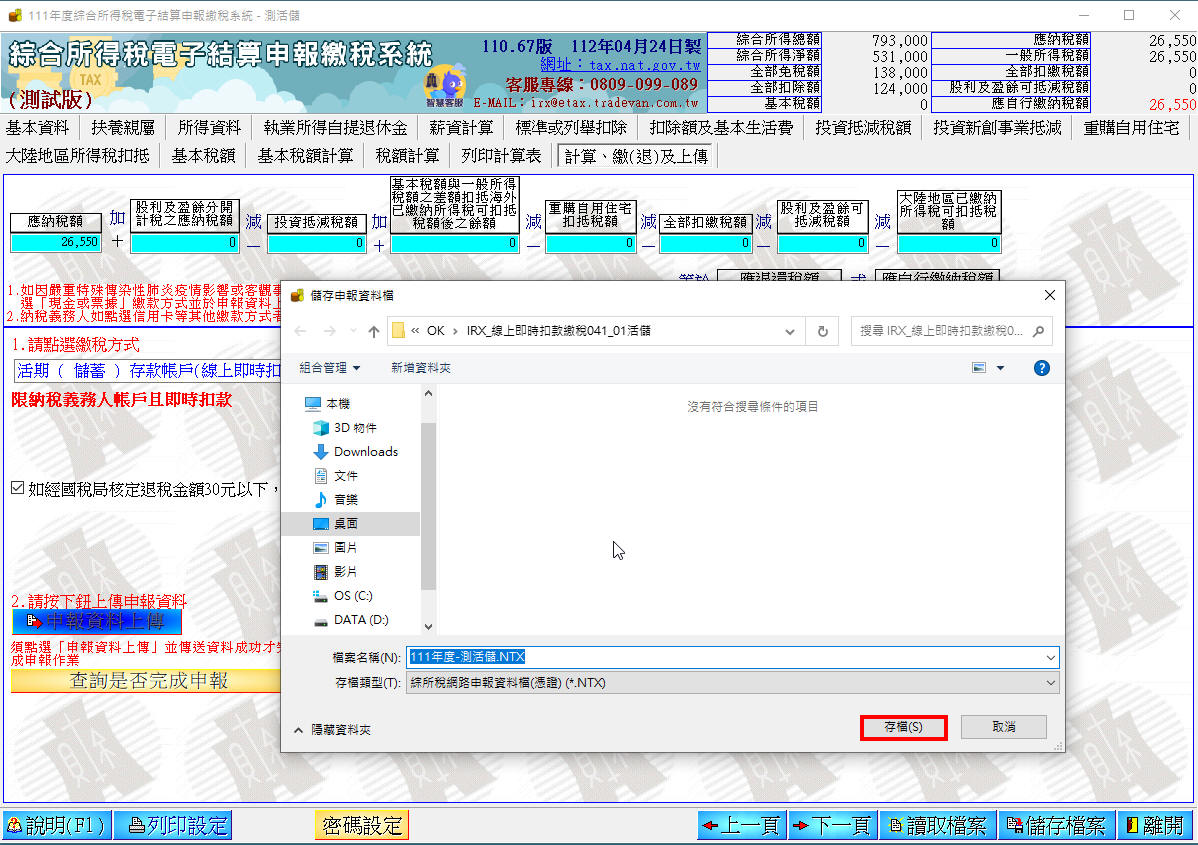 111年度綜合所得稅電子結算申報繳稅系統 - 測活儲
綜合所得稅電子結算申報繳稅系統
TAX
(測試版)
110.67版 112年04月24日製
網址：tax.nat.gov.tw
客服專線：0809-099-089
E-MAIL：irx@etax.tradevan.com.tw
智慧客服
綜合所得總額 793,000 應納稅額 26,550
綜合所得淨額 531,000 一般所得稅額 26,550
全部免稅額 138,000 全部扣繳稅額 0
全部扣除額 124,000 股利及盈餘可抵減稅額 0
基本稅額 0 應自行繳納稅額 26,550
基本資料 扶養親屬 所得資料 執業所得自提退休金 薪資計算 標準或列舉扣除 扣除額及基本生活費 投資抵減稅額 投資新創事業抵減 重購自用住宅
大陸地區所得稅扣抵 基本稅額 基本稅額計算 稅額計算 列印計算表 計算、繳(退)及上傳
應納稅額
26,550
加
＋
股利及盈餘分開
計稅之應納稅額
0
減
－
投資抵減稅額
0
加
＋
基本稅額與一般所得
稅額之差額扣抵海外
已繳納所得稅可扣抵
稅額後之餘額
0
減
－
重購自用住宅
扣抵稅額
0
減
－
全部扣繳稅額
0
減
－
股利及盈餘可
抵減稅額
0
減
－
大陸地區已繳納
所得稅可扣抵稅
額
0
等於 應退還稅額 或 應自行繳納稅額
1.如因嚴重特殊傳染性肺炎疫情影響或客觀事
選「現金或票據」繳款方式並於申報資料上
2.納稅義務人如點選信用卡等其他繳款方式者
1.請點選繳稅方式
活期 ( 儲蓄 ) 存款帳戶(線上即時扣
限納稅義務人帳戶且即時扣款
如經國稅局核定退稅金額30元以下，
2.請按下鈕上傳申報資料
申報資料上傳
須點選「申報資料上傳」並傳送資料成功才完
成申報作業
查詢是否完成申報
儲存申報資料檔
« OK › IRX_線上即時扣款繳稅041_01活儲
搜尋 IRX_線上即時扣款繳稅0...
組合管理 新增資料夾
?
沒有符合搜尋條件的項目
本機
3D 物件
Downloads
文件
音樂
桌面
圖片
影片
OS (C:)
DATA (D:)
檔案名稱(N): 111年度-測活儲.NTX
存檔類型(T): 綜所稅網路申報資料檔(憑證) (*.NTX)
隱藏資料夾
存檔(S)
取消
說明(F1) 列印設定 密碼設定 上一頁 下一頁 讀取檔案 儲存檔案 離開